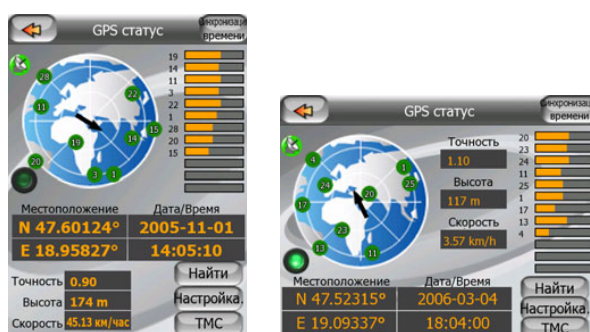 GPS статус
времени
19
14
11
3
22
1
28
20
15
28
22
11
19
14
15
20
3
1
Местоположение Дата/Время
N 47.60124° 2005-11-01
E 18.95827° 14:05:10
Точность 0.90
Высота 174 m
Скорость 45.13 км/час
Найти
Настройка.
TMC
GPS статус
времени
4
1
24
20
25
17
23
13
11
Точность
1.10
Высота
117 m
Скорость
3.57 km/h
20
23
24
11
25
1
17
13
4
Местоположение Дата/Время
N 47.52315° 2006-03-04
E 19.09337° 18:04:00
Найти
Настройка.
TMC